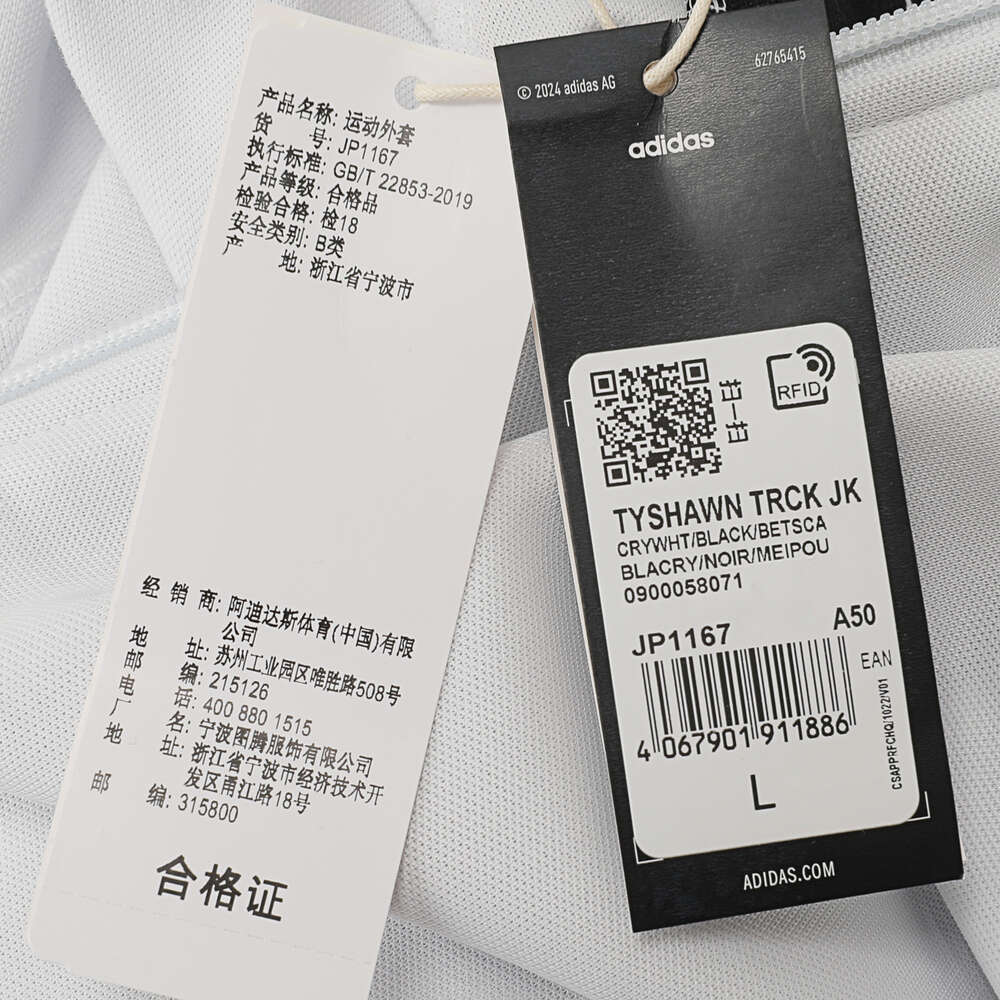 产品名称: 运动外套
货 号: JP1167
执行标准: GB/T 22853-2019
产品等级: 合格品
检验合格: 检18
安全类别: B类
产 地: 浙江省宁波市
经 销 商: 阿迪达斯体育(中国)有限
公司
地 址: 苏州工业园区唯胜路508号
邮 编: 215126
电 话: 400 880 1515
厂 名: 宁波图腾服饰有限公司
地 址: 浙江省宁波市经济技术开
发区甬江路18号
邮 编: 315800
合格证
© 2024 adidas AG
62765415
adidas
扫一扫
RFID
TYSHAWN TRCK JK
CRYWHT/BLACK/BETSCA
BLACRY/NOIR/MEIPOU
0900058071
JP1167
A50
EAN
4 067901 911886
CSAPPRFCHQ/1022/V01
L
ADIDAS.COM